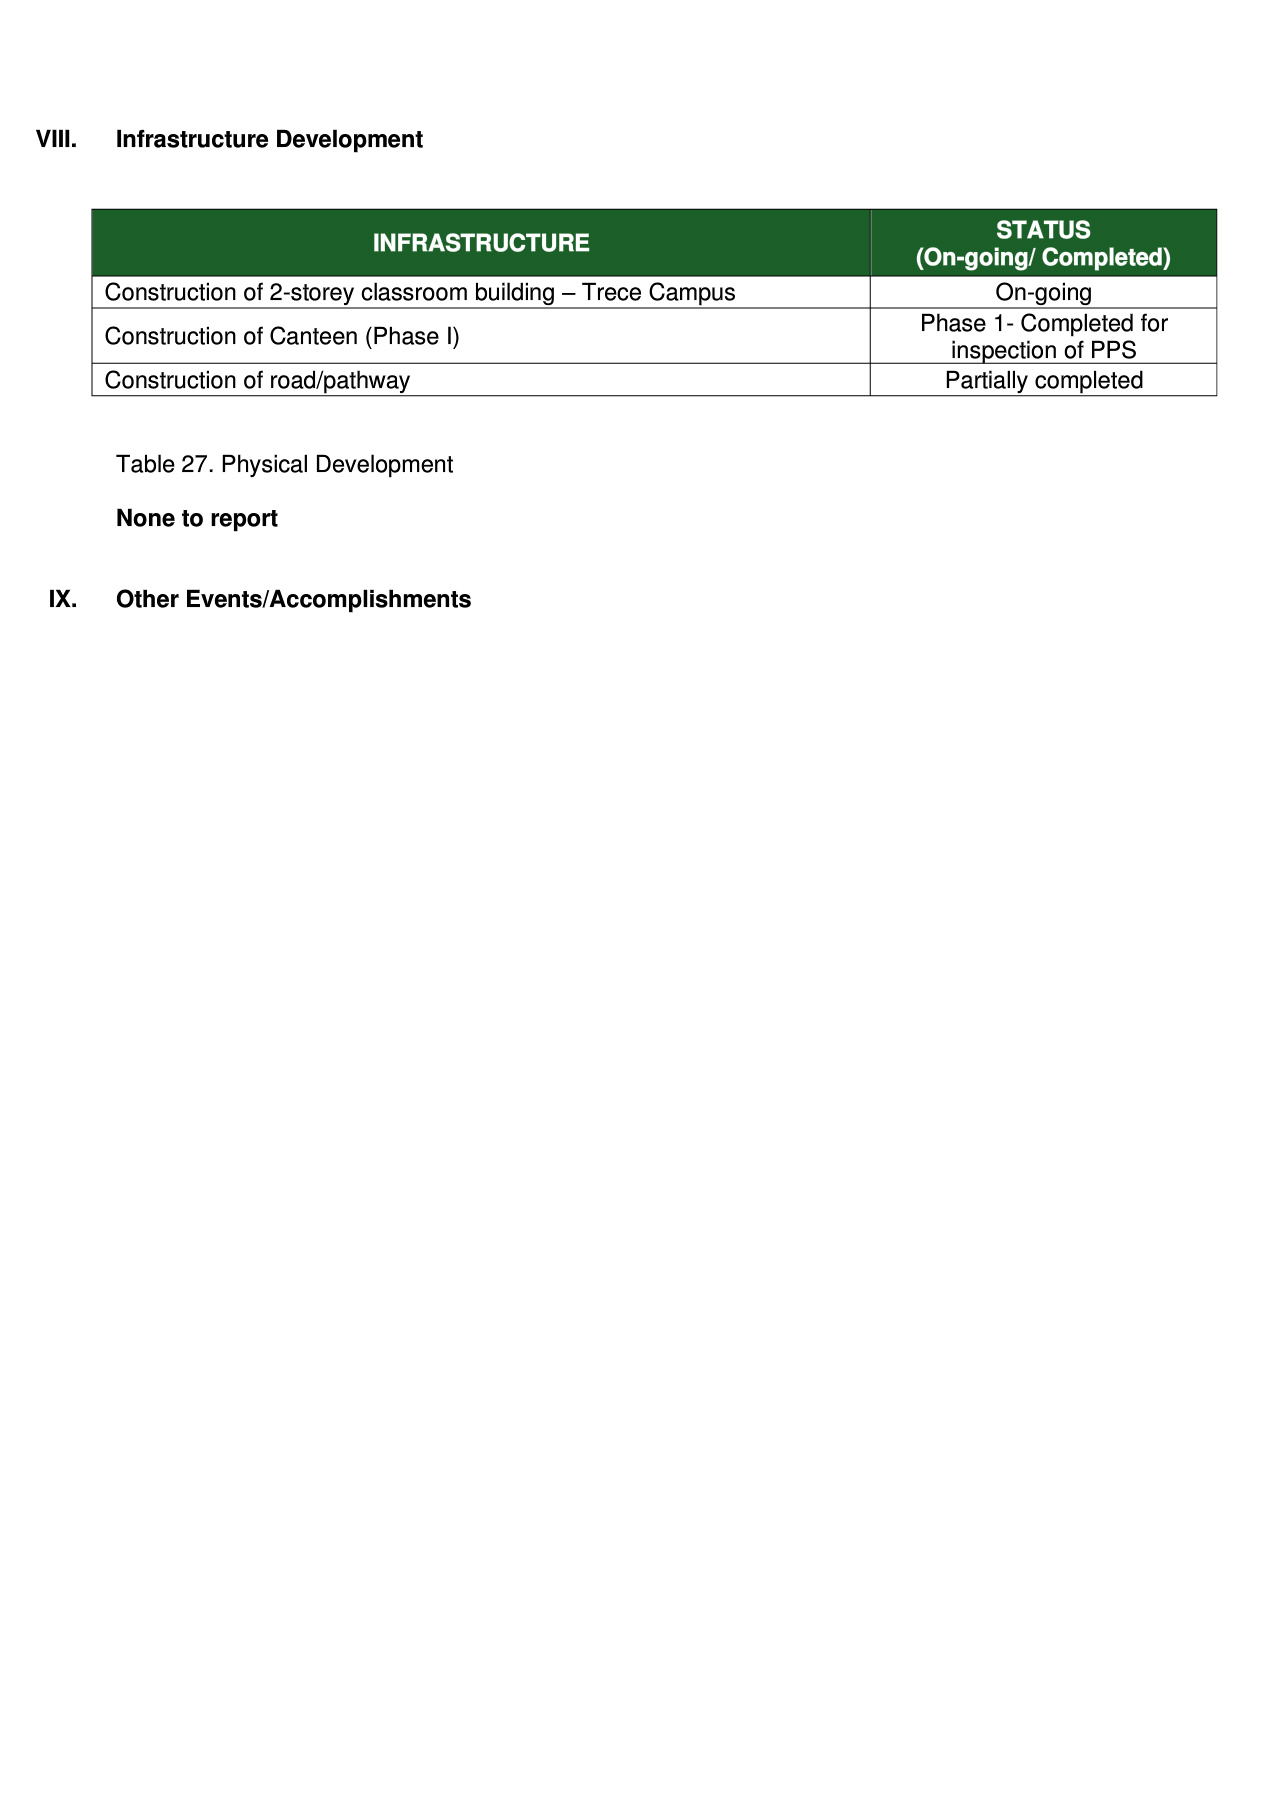 VIII. Infrastructure Development
INFRASTRUCTURE
STATUS
(On-going/ Completed)
Construction of 2-storey classroom building – Trece Campus
On-going
Construction of Canteen (Phase I)
Phase 1- Completed for
inspection of PPS
Construction of road/pathway
Partially completed
Table 27. Physical Development
None to report
IX. Other Events/Accomplishments